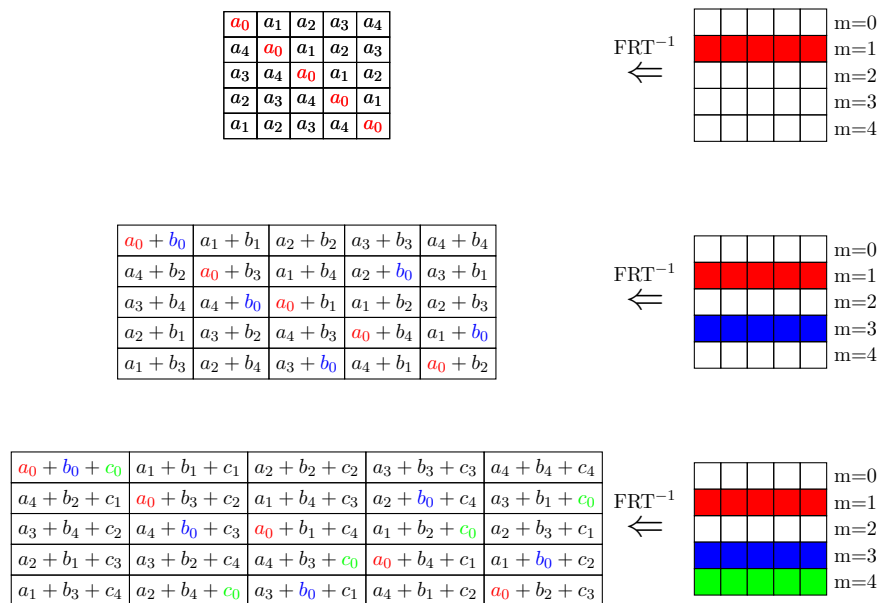 a₀ a₁ a₂ a₃ a₄ m=0
a₄ a₀ a₁ a₂ a₃ FRT⁻¹ m=1
a₃ a₄ a₀ a₁ a₂ ⇐ m=2
a₂ a₃ a₄ a₀ a₁ m=3
a₁ a₂ a₃ a₄ a₀ m=4
a₀ + b₀ a₁ + b₁ a₂ + b₂ a₃ + b₃ a₄ + b₄ m=0
a₄ + b₂ a₀ + b₃ a₁ + b₄ a₂ + b₀ a₃ + b₁ FRT⁻¹ m=1
a₃ + b₄ a₄ + b₀ a₀ + b₁ a₁ + b₂ a₂ + b₃ ⇐ m=2
a₂ + b₁ a₃ + b₂ a₄ + b₃ a₀ + b₄ a₁ + b₀ m=3
a₁ + b₃ a₂ + b₄ a₃ + b₀ a₄ + b₁ a₀ + b₂ m=4
a₀ + b₀ + c₀ a₁ + b₁ + c₁ a₂ + b₂ + c₂ a₃ + b₃ + c₃ a₄ + b₄ + c₄ m=0
a₄ + b₂ + c₁ a₀ + b₃ + c₂ a₁ + b₄ + c₃ a₂ + b₀ + c₄ a₃ + b₁ + c₀ FRT⁻¹ m=1
a₃ + b₄ + c₂ a₄ + b₀ + c₃ a₀ + b₁ + c₄ a₁ + b₂ + c₀ a₂ + b₃ + c₁ ⇐ m=2
a₂ + b₁ + c₃ a₃ + b₂ + c₄ a₄ + b₃ + c₀ a₀ + b₄ + c₁ a₁ + b₀ + c₂ m=3
a₁ + b₃ + c₄ a₂ + b₄ + c₀ a₃ + b₀ + c₁ a₄ + b₁ + c₂ a₀ + b₂ + c₃ m=4